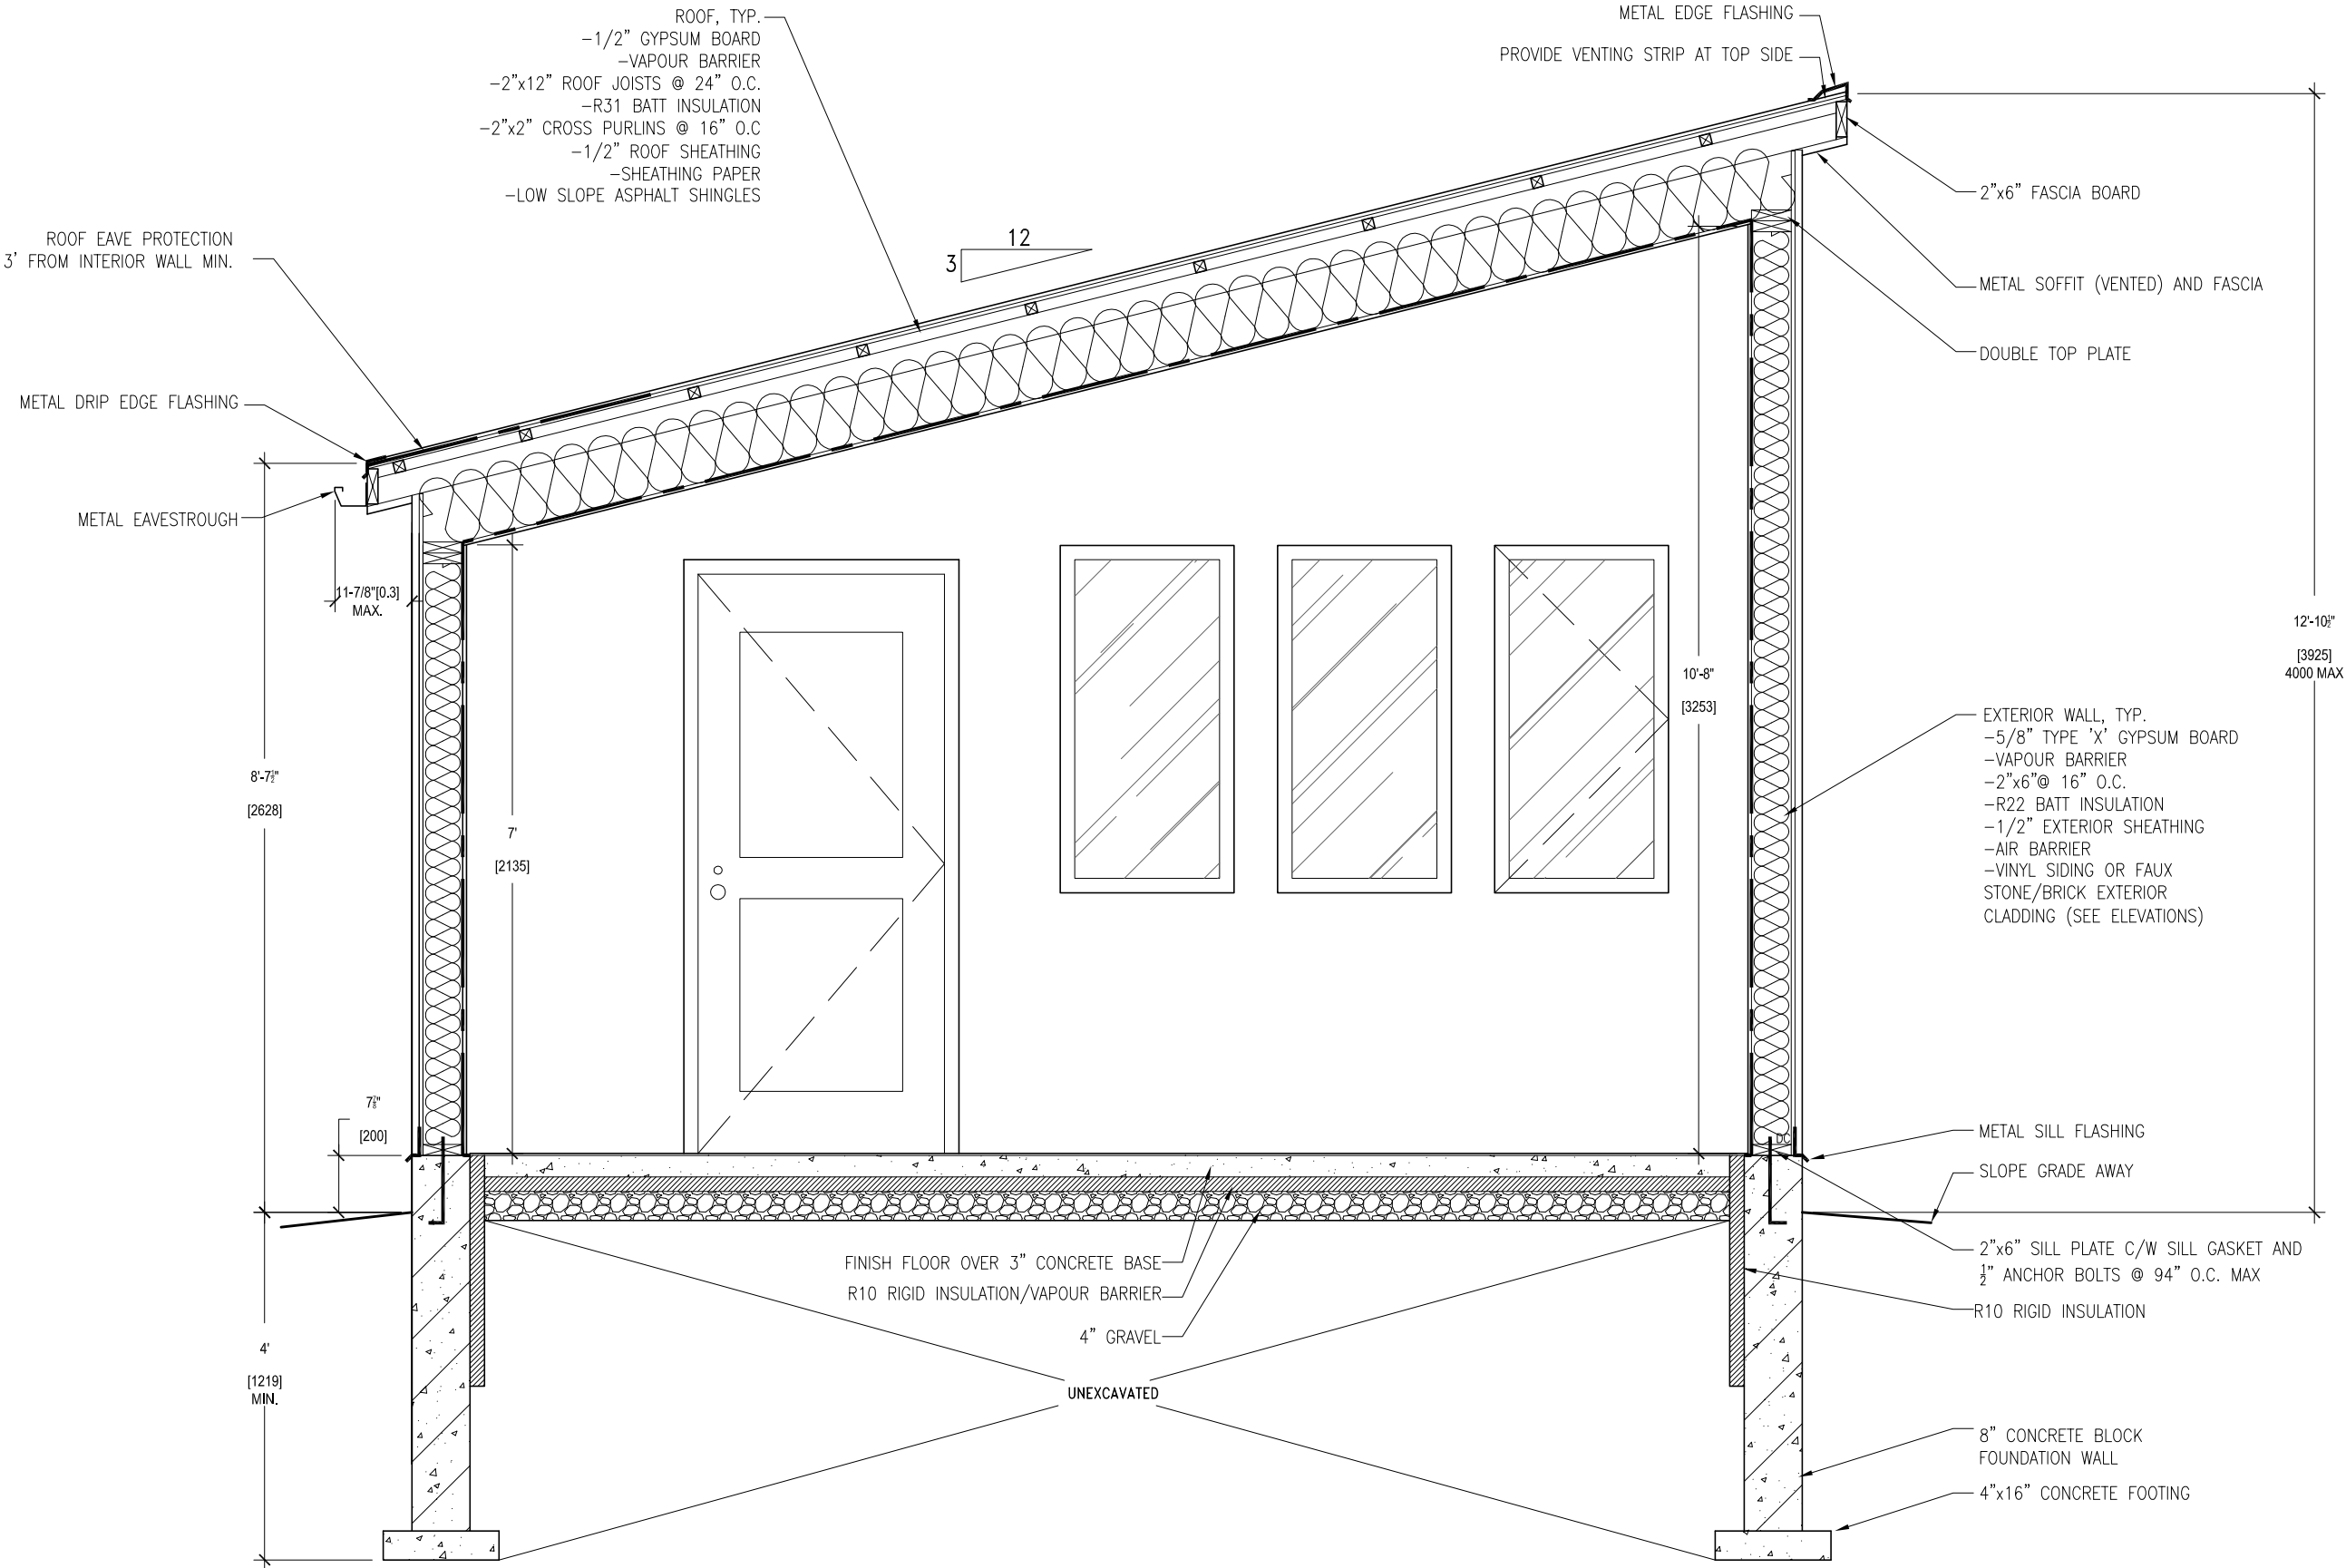 ROOF, TYP.
-1/2" GYPSUM BOARD
-VAPOUR BARRIER
-2"x12" ROOF JOISTS @ 24" O.C.
-R31 BATT INSULATION
-2"x2" CROSS PURLINS @ 16" O.C
-1/2" ROOF SHEATHING
-SHEATHING PAPER
-LOW SLOPE ASPHALT SHINGLES
METAL EDGE FLASHING
PROVIDE VENTING STRIP AT TOP SIDE
2"x6" FASCIA BOARD
METAL SOFFIT (VENTED) AND FASCIA
DOUBLE TOP PLATE
12
3
ROOF EAVE PROTECTION
3' FROM INTERIOR WALL MIN.
METAL DRIP EDGE FLASHING
METAL EAVESTROUGH
11-7/8"[0.3]
MAX.
8'-7½"
[2628]
7'
[2135]
10'-8"
[3253]
12'-10½"
[3925]
4000 MAX
EXTERIOR WALL, TYP.
-5/8" TYPE 'X' GYPSUM BOARD
-VAPOUR BARRIER
-2"x6"@ 16" O.C.
-R22 BATT INSULATION
-1/2" EXTERIOR SHEATHING
-AIR BARRIER
-VINYL SIDING OR FAUX
STONE/BRICK EXTERIOR
CLADDING (SEE ELEVATIONS)
7⅞"
[200]
METAL SILL FLASHING
SLOPE GRADE AWAY
2"x6" SILL PLATE C/W SILL GASKET AND
½" ANCHOR BOLTS @ 94" O.C. MAX
R10 RIGID INSULATION
FINISH FLOOR OVER 3" CONCRETE BASE
R10 RIGID INSULATION/VAPOUR BARRIER
4" GRAVEL
UNEXCAVATED
4'
[1219]
MIN.
8" CONCRETE BLOCK
FOUNDATION WALL
4"x16" CONCRETE FOOTING